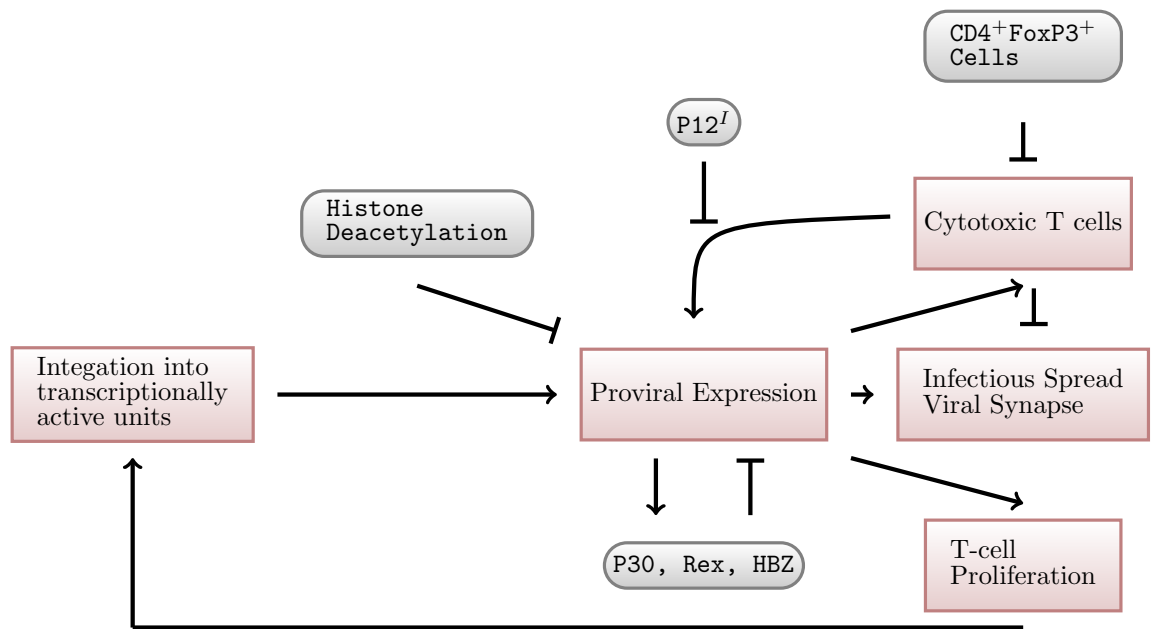 CD4⁺FoxP3⁺
Cells
P12ᴵ
Histone
Deacetylation
Cytotoxic T cells
Integation into
transcriptionally
active units
Proviral Expression
Infectious Spread
Viral Synapse
P30, Rex, HBZ
T-cell
Proliferation